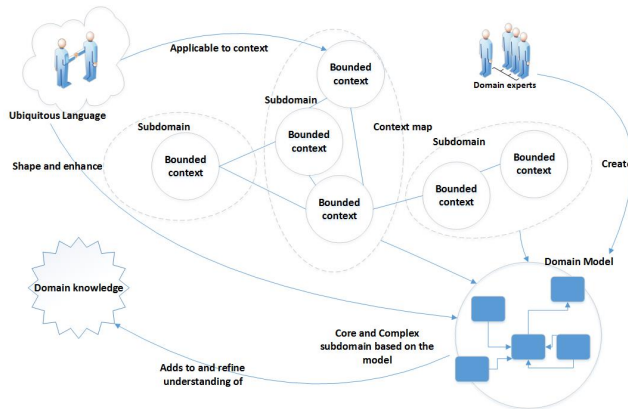 Applicable to context
Bounded
context
Domain experts
Subdomain
Ubiquitous Language
Subdomain
Bounded
context
Context map
Subdomain
Bounded
context
Bounded
context
Shape and enhance
Bounded
context
Create
Bounded
context
Domain Model
Domain knowledge
Core and Complex
subdomain based on the
model
Adds to and refine
understanding of